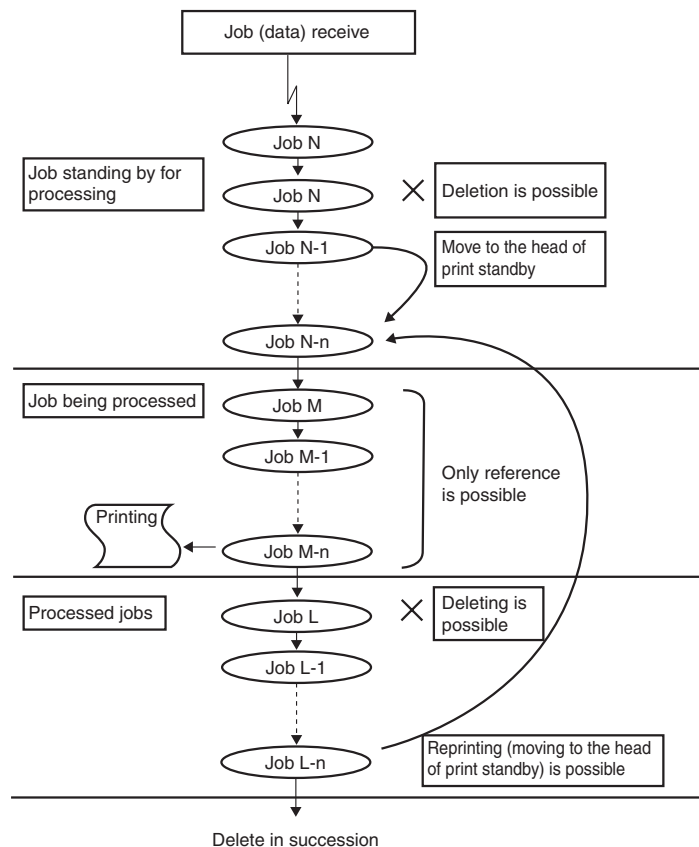 Job (data) receive
Job N
Job standing by for
processing
Job N
Deletion is possible
Job N-1
Move to the head of
print standby
Job N-n
Job being processed
Job M
Job M-1
Only reference
is possible
Printing
Job M-n
Processed jobs
Job L
Deleting is
possible
Job L-1
Job L-n
Reprinting (moving to the head
of print standby) is possible
Delete in succession